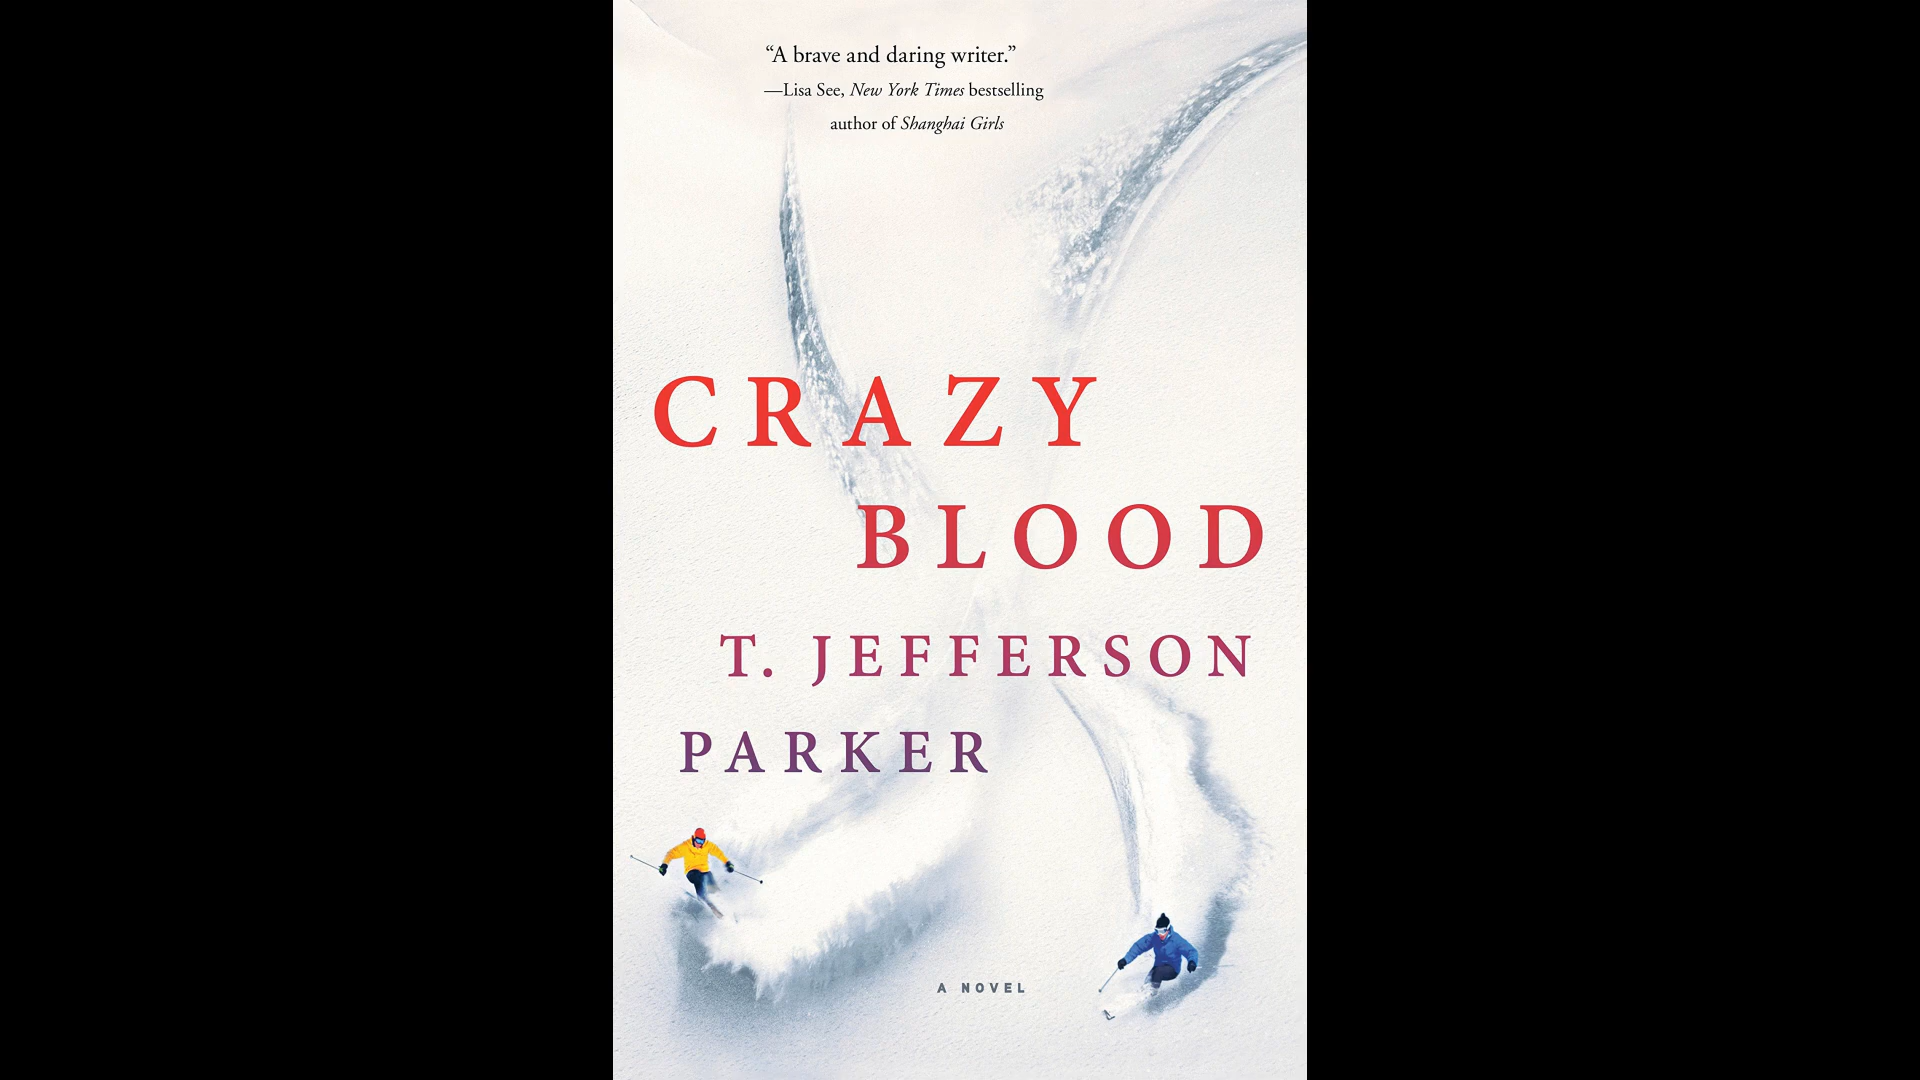 “A brave and daring writer.”
—Lisa See, New York Times bestselling
author of Shanghai Girls
CRAZY
BLOOD
T. JEFFERSON
PARKER
A NOVEL